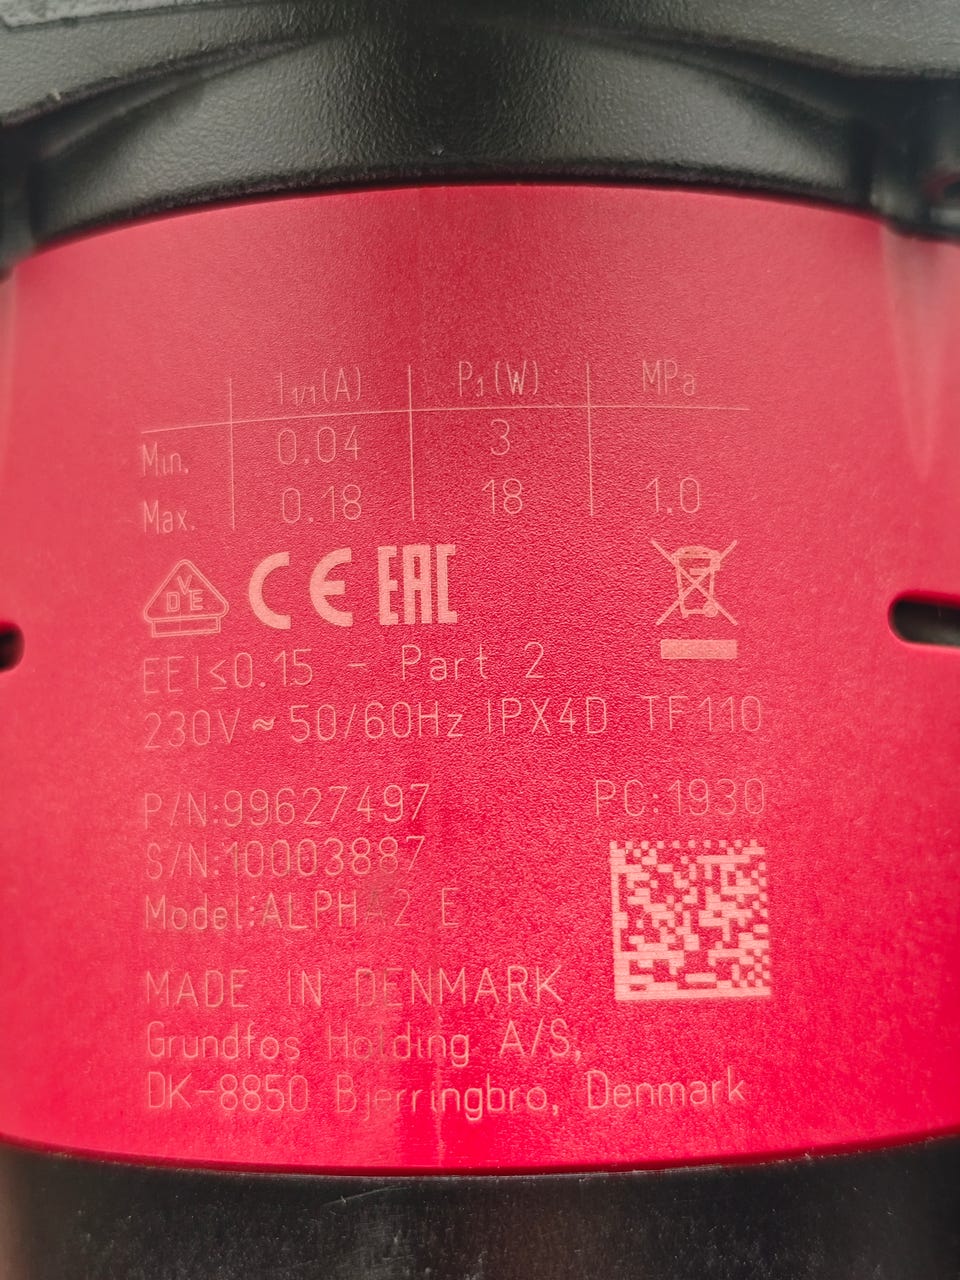 I1/1(A) P1(W) MPa
Min. 0.04 3
Max. 0.18 18 1.0
VDE CE EAC
EEI≤0.15 - Part 2
230V ~ 50/60Hz IPX4D TF110
P/N:99627497 PC:1930
S/N:10003887
Model:ALPHA2 E
MADE IN DENMARK
Grundfos Holding A/S,
DK-8850 Bjerringbro, Denmark